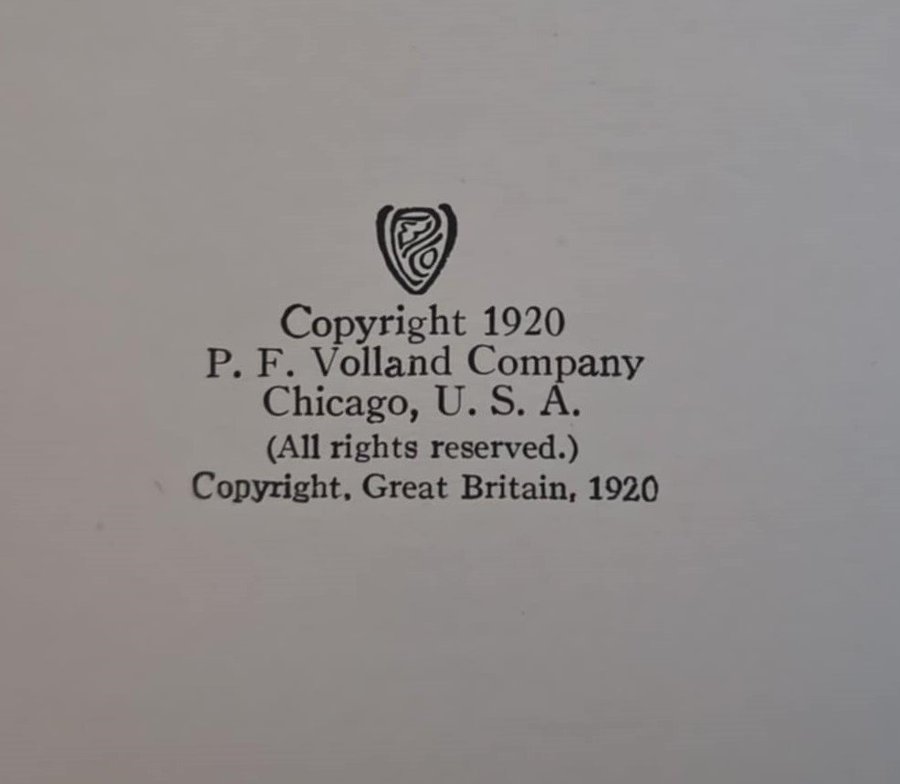 Copyright 1920
P. F. Volland Company
Chicago, U. S. A.
(All rights reserved.)
Copyright, Great Britain, 1920